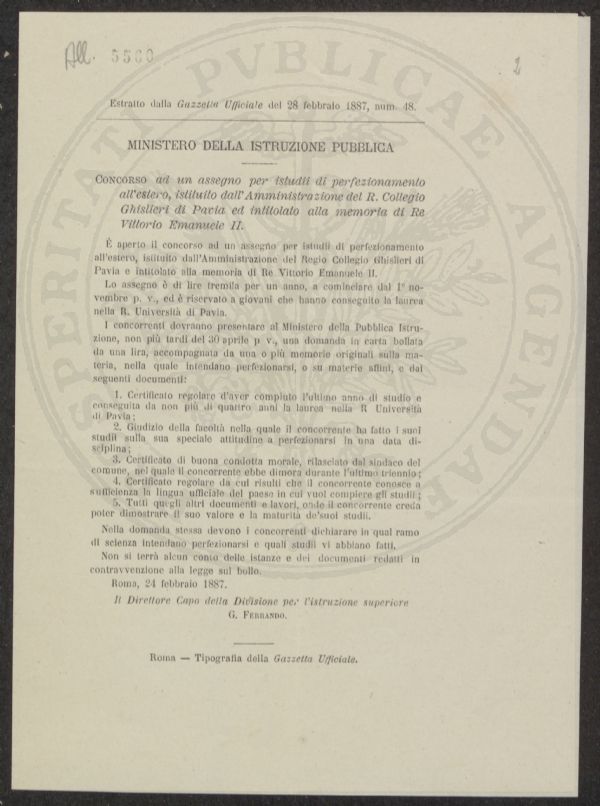 All. 5500
2
Estratto dalla Gazzetta Ufficiale del 28 febbraio 1887, num. 48.
MINISTERO DELLA ISTRUZIONE PUBBLICA
CONCORSO ad un assegno per istudii di perfezionamento
all'estero, istituito dall'Amministrazione del R. Collegio
Ghislieri di Pavia ed intitolato alla memoria di Re
Vittorio Emanuele II.
È aperto il concorso ad un assegno per istudii di perfezionamento
all'estero, istituito dall'Amministrazione del Regio Collegio Ghislieri di
Pavia e intitolato alla memoria di Re Vittorio Emanuele II.
Lo assegno è di lire tremila per un anno, a cominciare dal 1º no-
vembre p. v., ed è riservato a giovani che hanno conseguito la laurea
nella R. Università di Pavia.
I concorrenti dovranno presentare al Ministero della Pubblica Istru-
zione, non più tardi del 30 aprile p v., una domanda in carta bollata
da una lira, accompagnata da una o più memorie originali sulla ma-
teria, nella quale intendano perfezionarsi, o su materie affini, e dai
seguenti documenti:
1. Certificato regolare d'aver compiuto l'ultimo anno di studio e
conseguita da non più di quattro anni la laurea nella R Università
di Pavia;
2. Giudizio della facoltà nella quale il concorrente ha fatto i suoi
studii sulla sua speciale attitudine a perfezionarsi in una data di-
sciplina;
3. Certificato di buona condotta morale, rilasciato dal sindaco del
comune, nel quale il concorrente ebbe dimora durante l'ultimo triennio;
4. Certificato regolare da cui risulti che il concorrente conosce a
sufficienza la lingua ufficiale del paese in cui vuol compiere gli studii;
5. Tutti quegli altri documenti e lavori, onde il concorrente creda
poter dimostrare il suo valore e la maturità de'suoi studii.
Nella domanda stessa devono i concorrenti dichiarare in qual ramo
di scienza intendano perfezionarsi e quali studii vi abbiano fatti.
Non si terrà alcun conto delle istanze e dei documenti redatti in
contravvenzione alla legge sul bollo.
Roma, 24 febbraio 1887.
Il Direttore Capo della Divisione per l'istruzione superiore
G. FERRANDO.
Roma — Tipografia della Gazzetta Ufficiale.
PVBLICAE
AVGENDAE
PROSPERITATI